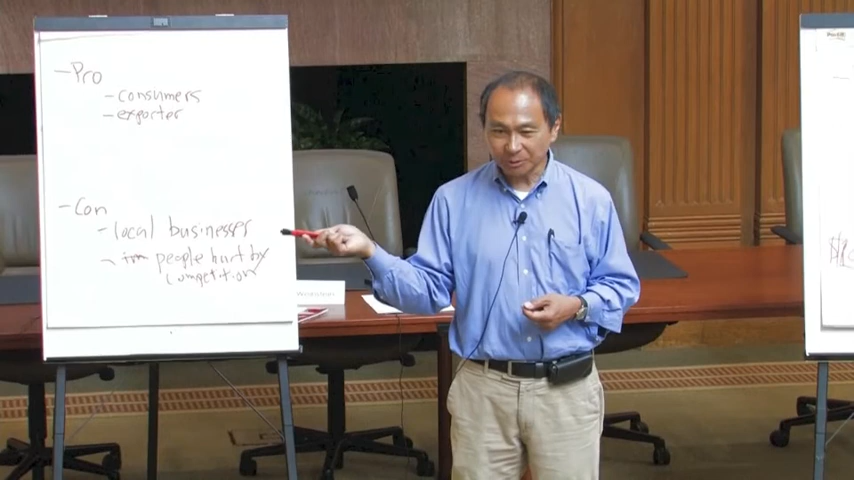 - Pro
- consumers
- exporter
- Con
- local businesses
- people hurt by
competition